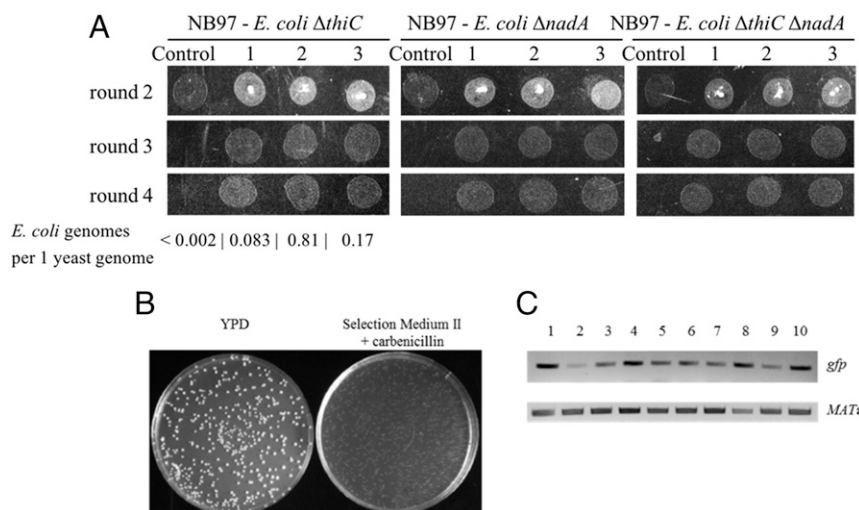 A
NB97 - E. coli ΔthiC NB97 - E. coli ΔnadA NB97 - E. coli ΔthiC ΔnadA
Control 1 2 3 Control 1 2 3 Control 1 2 3
round 2
round 3
round 4
E. coli genomes
per 1 yeast genome
< 0.002 | 0.083 | 0.81 | 0.17
B
YPD
Selection Medium II
+ carbenicillin
C
1 2 3 4 5 6 7 8 9 10
gfp